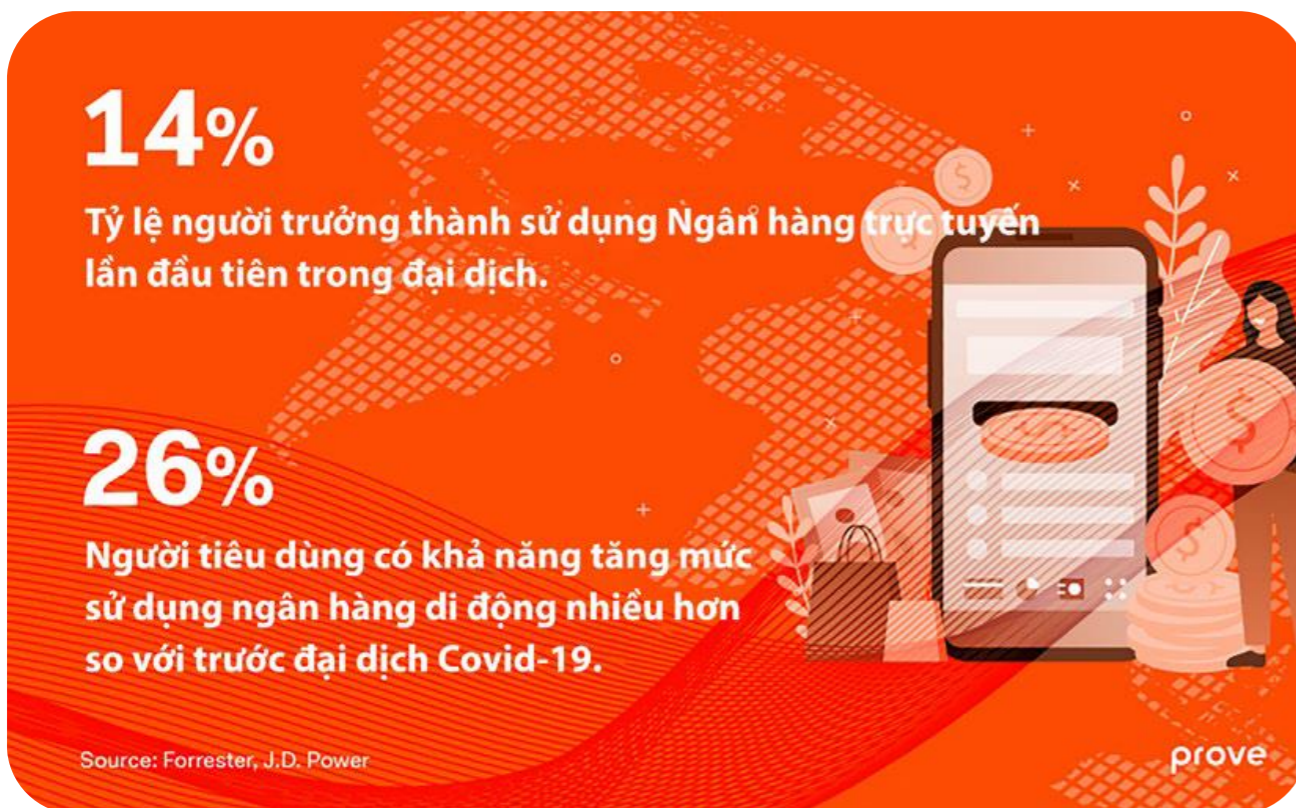 14%
Tỷ lệ người trưởng thành sử dụng Ngân hàng trực tuyến
lần đầu tiên trong đại dịch.
26%
Người tiêu dùng có khả năng tăng mức
sử dụng ngân hàng di động nhiều hơn
so với trước đại dịch Covid-19.
Source: Forrester, J.D. Power
prove